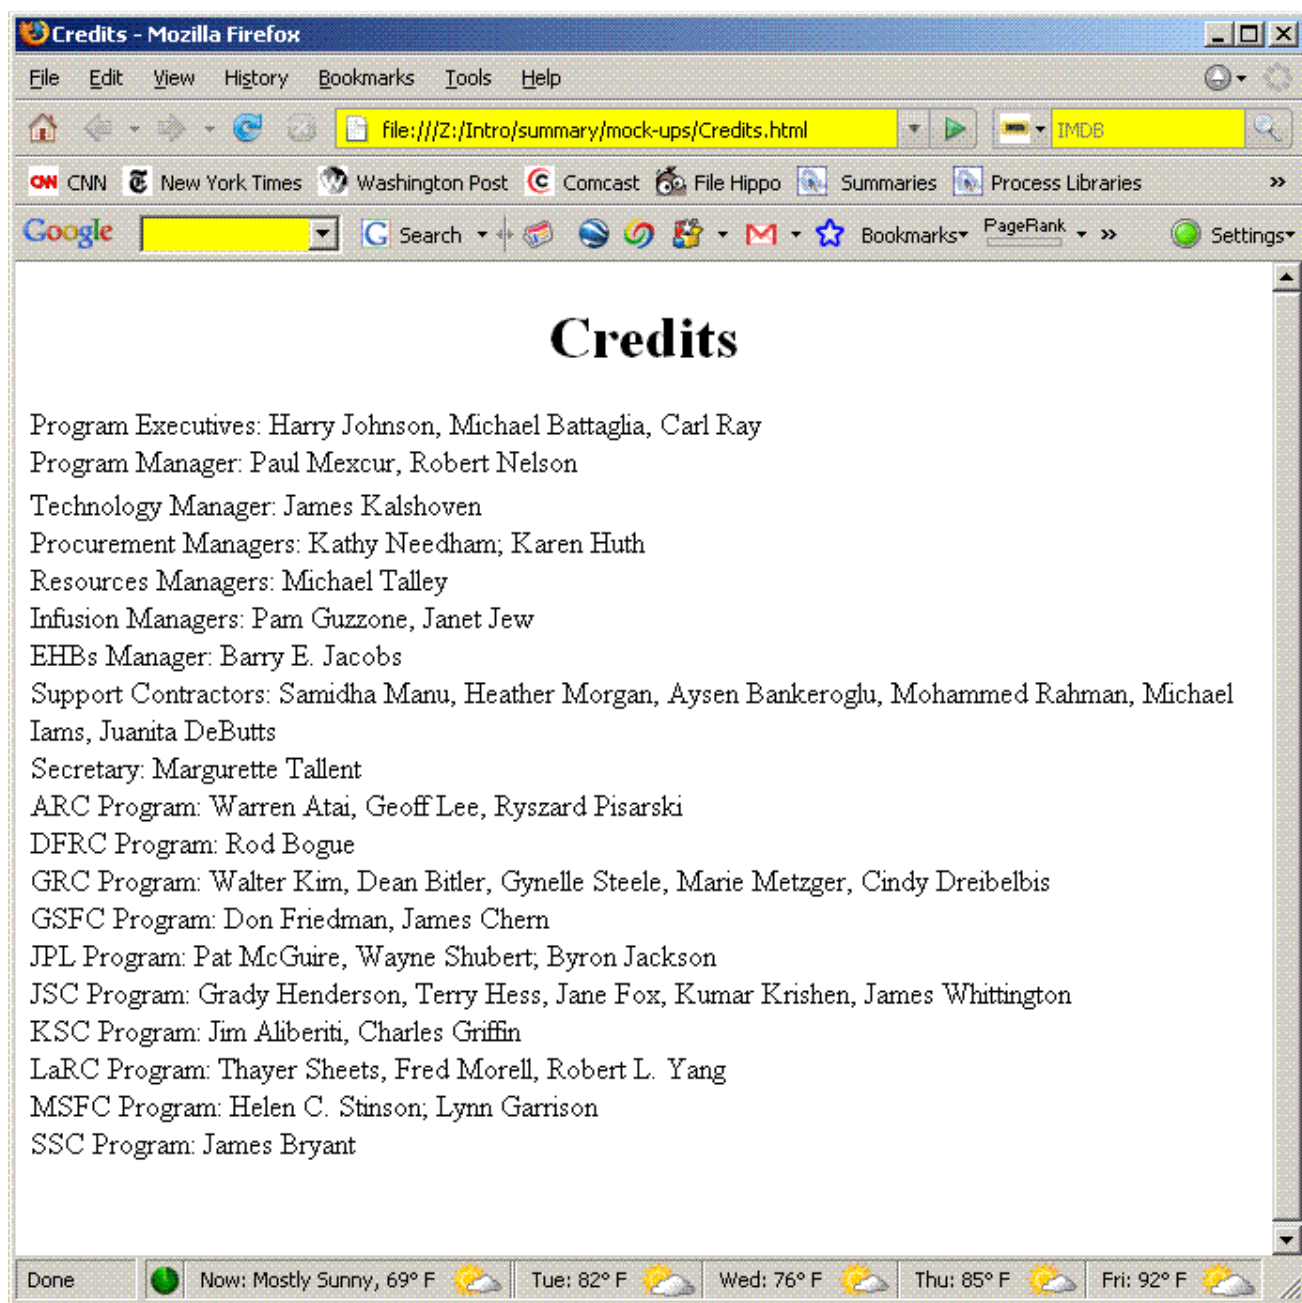 Credits - Mozilla Firefox
File Edit View History Bookmarks Tools Help
file:///Z:/Intro/summary/mock-ups/Credits.html IMDB
CNN CNN New York Times Washington Post Comcast File Hippo Summaries Process Libraries »
Google G Search Bookmarks PageRank » Settings
Credits
Program Executives: Harry Johnson, Michael Battaglia, Carl Ray
Program Manager: Paul Mexcur, Robert Nelson
Technology Manager: James Kalshoven
Procurement Managers: Kathy Needham; Karen Huth
Resources Managers: Michael Talley
Infusion Managers: Pam Guzzone, Janet Jew
EHBs Manager: Barry E. Jacobs
Support Contractors: Samidha Manu, Heather Morgan, Aysen Bankeroglu, Mohammed Rahman, Michael
Iams, Juanita DeButts
Secretary: Margurette Tallent
ARC Program: Warren Atai, Geoff Lee, Ryszard Pisarski
DFRC Program: Rod Bogue
GRC Program: Walter Kim, Dean Bitler, Gynelle Steele, Marie Metzger, Cindy Dreibelbis
GSFC Program: Don Friedman, James Chern
JPL Program: Pat McGuire, Wayne Shubert; Byron Jackson
JSC Program: Grady Henderson, Terry Hess, Jane Fox, Kumar Krishen, James Whittington
KSC Program: Jim Aliberiti, Charles Griffin
LaRC Program: Thayer Sheets, Fred Morell, Robert L. Yang
MSFC Program: Helen C. Stinson; Lynn Garrison
SSC Program: James Bryant
Done Now: Mostly Sunny, 69° F Tue: 82° F Wed: 76° F Thu: 85° F Fri: 92° F